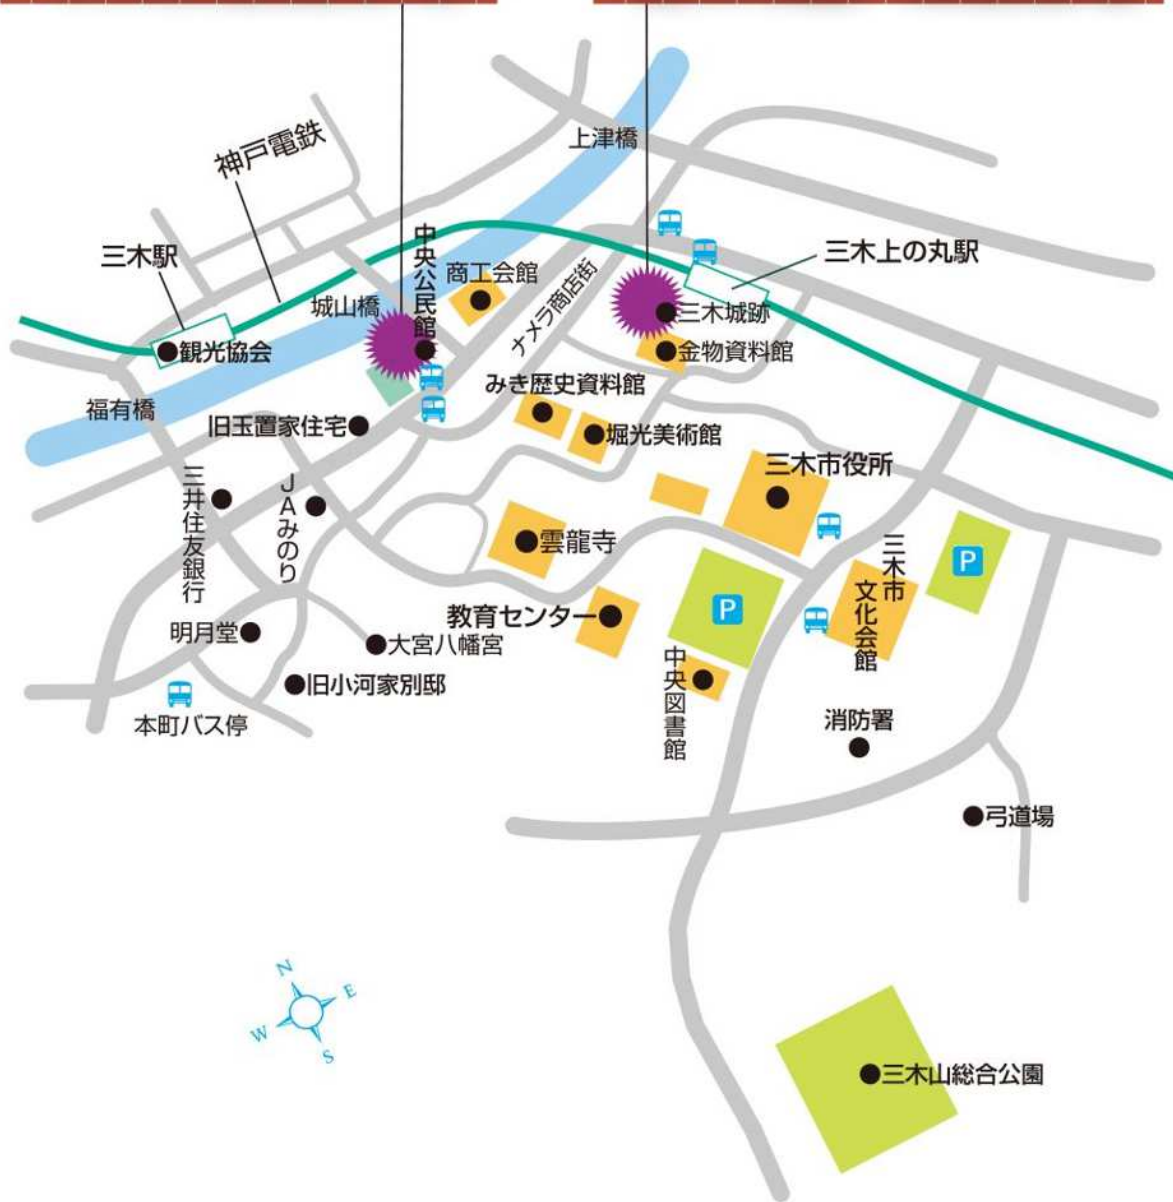 上津橋
神戸電鉄
三木駅
中央公民館
商工会館
ナメラ商店街
三木上の丸駅
城山橋
三木城跡
観光協会
金物資料館
みき歴史資料館
福有橋
旧玉置家住宅
堀光美術館
三木市役所
三井住友銀行
JAみのり
雲龍寺
三木市
文化会館
P
P
教育センター
明月堂
大宮八幡宮
中央図書館
旧小河家別邸
本町バス停
消防署
弓道場
N
E
W
S
三木山総合公園